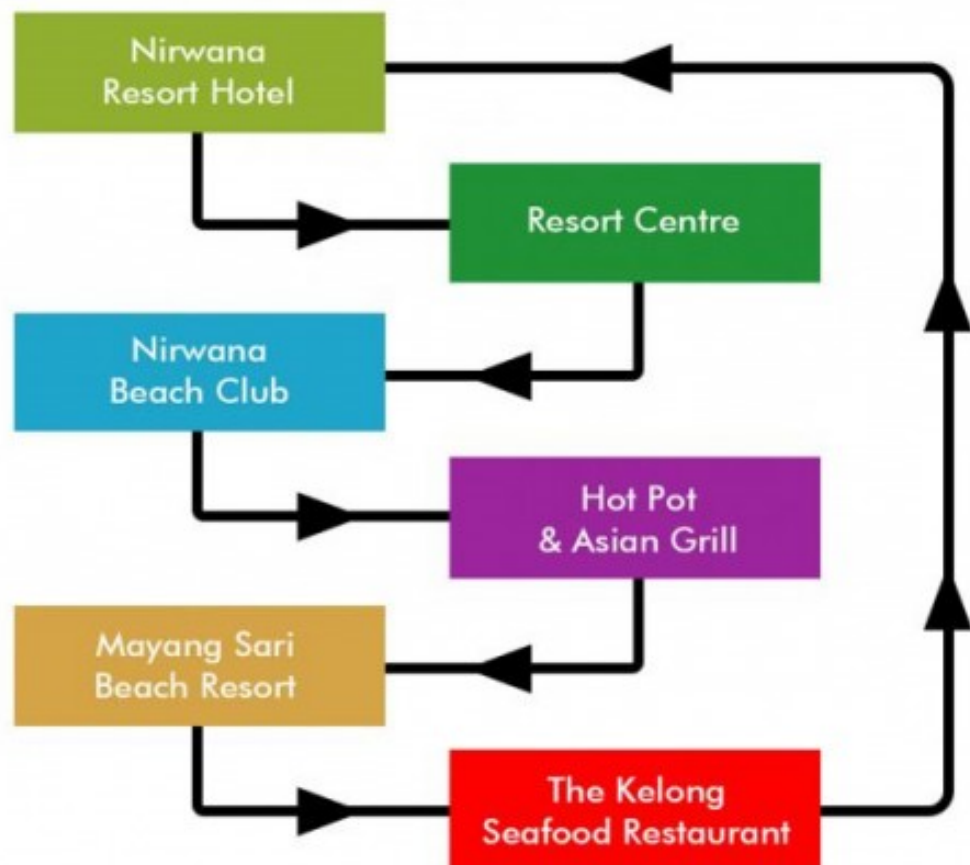 Nirwana
Resort Hotel
Resort Centre
Nirwana
Beach Club
Hot Pot
& Asian Grill
Mayang Sari
Beach Resort
The Kelong
Seafood Restaurant